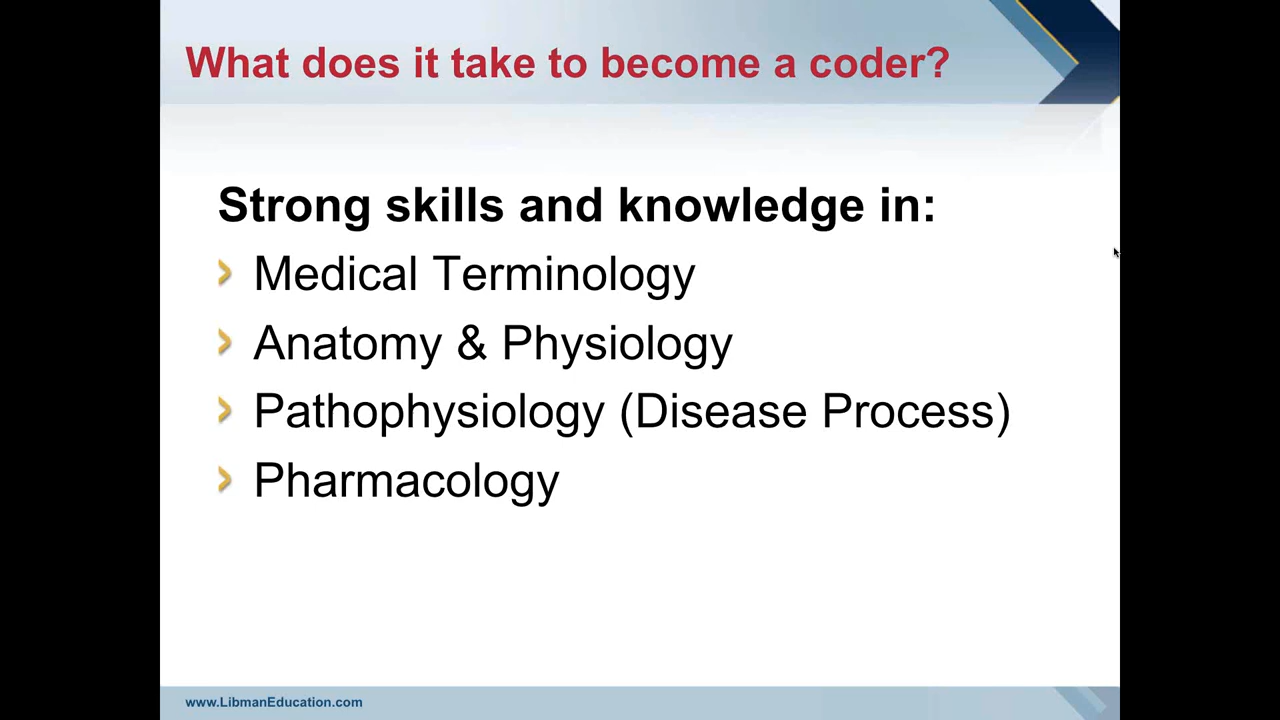 What does it take to become a coder?
Strong skills and knowledge in:
Medical Terminology
Anatomy & Physiology
Pathophysiology (Disease Process)
Pharmacology
www.LibmanEducation.com